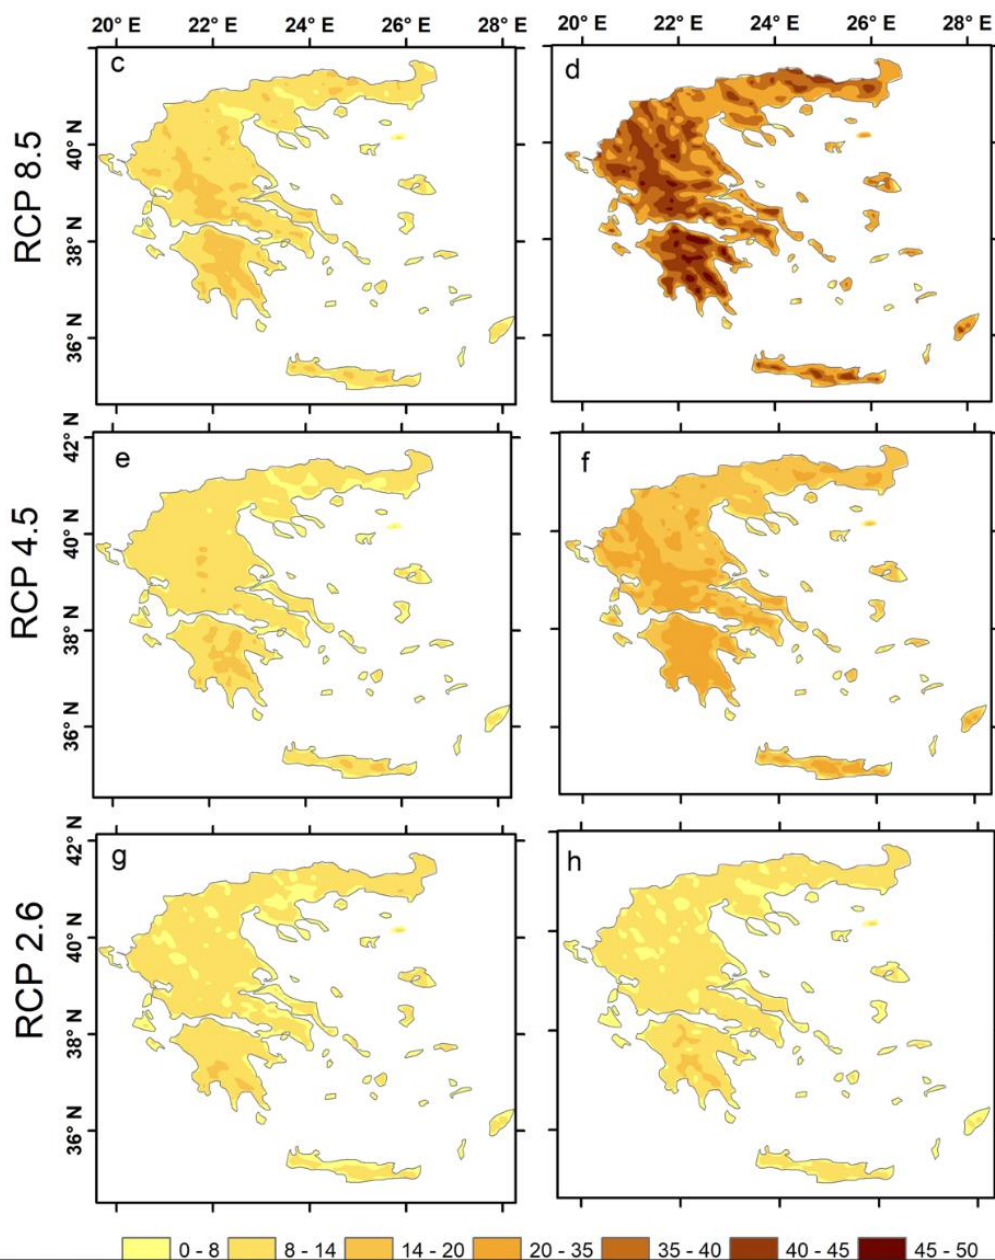 20° E 22° E 24° E 26° E 28° E 20° E 22° E 24° E 26° E 28° E
c
d
RCP 8.5
40° N
38° N
36° N
e
f
RCP 4.5
42° N
40° N
38° N
36° N
g
h
RCP 2.6
42° N
40° N
38° N
36° N
0 - 8 8 - 14 14 - 20 20 - 35 35 - 40 40 - 45 45 - 50